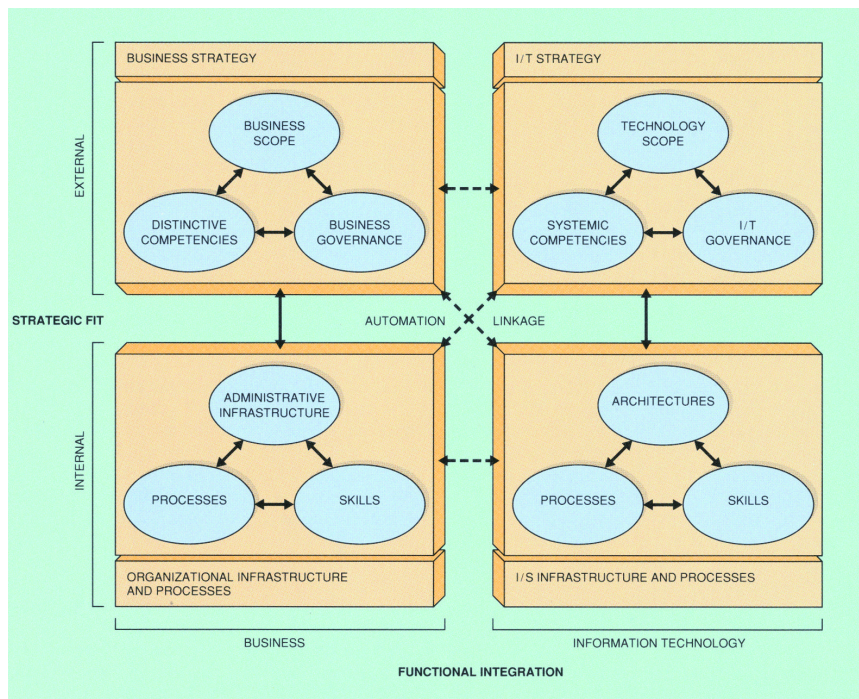 BUSINESS STRATEGY
I/T STRATEGY
EXTERNAL
BUSINESS
SCOPE
DISTINCTIVE
COMPETENCIES
BUSINESS
GOVERNANCE
TECHNOLOGY
SCOPE
SYSTEMIC
COMPETENCIES
I/T
GOVERNANCE
STRATEGIC FIT
AUTOMATION
LINKAGE
INTERNAL
ADMINISTRATIVE
INFRASTRUCTURE
PROCESSES
SKILLS
ARCHITECTURES
PROCESSES
SKILLS
ORGANIZATIONAL INFRASTRUCTURE
AND PROCESSES
I/S INFRASTRUCTURE AND PROCESSES
BUSINESS
INFORMATION TECHNOLOGY
FUNCTIONAL INTEGRATION